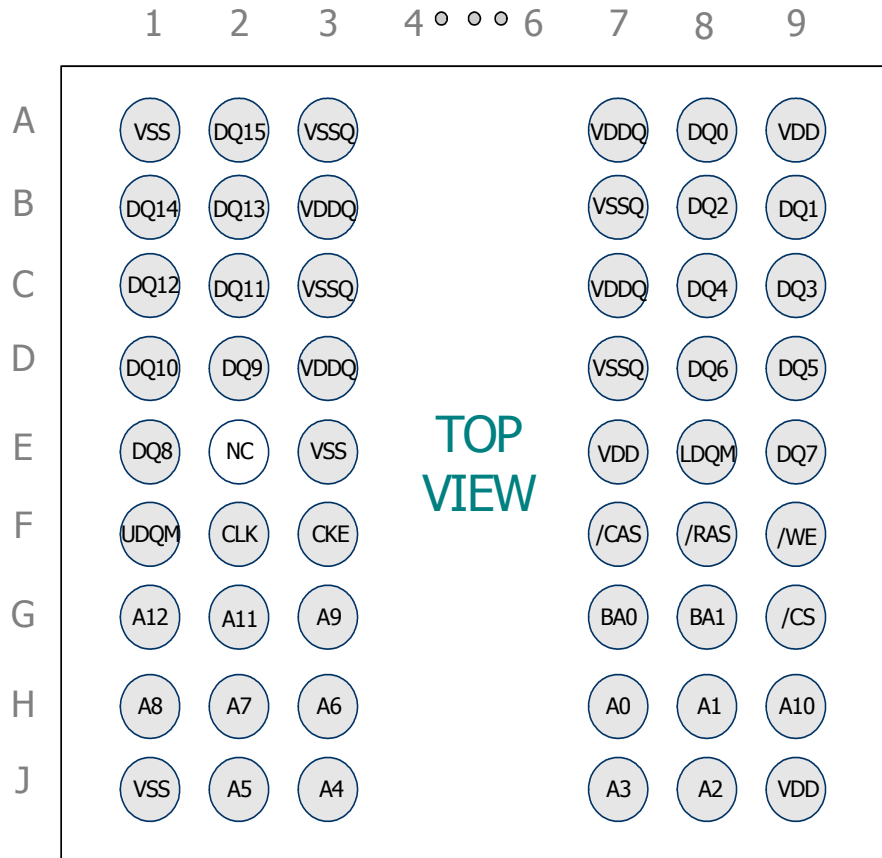 1 2 3 4 6 7 8 9
A VSS DQ15 VSSQ VDDQ DQ0 VDD
B DQ14 DQ13 VDDQ VSSQ DQ2 DQ1
C DQ12 DQ11 VSSQ VDDQ DQ4 DQ3
D DQ10 DQ9 VDDQ VSSQ DQ6 DQ5
E DQ8 NC VSS VDD LDQM DQ7
TOP
VIEW
F UDQM CLK CKE /CAS /RAS /WE
G A12 A11 A9 BA0 BA1 /CS
H A8 A7 A6 A0 A1 A10
J VSS A5 A4 A3 A2 VDD